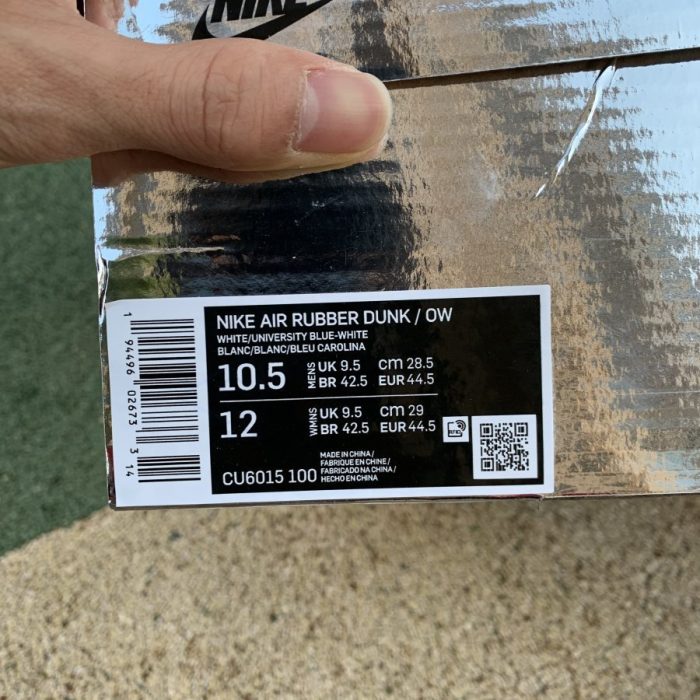 NIKE
NIKE AIR RUBBER DUNK / OW
WHITE/UNIVERSITY BLUE-WHITE
BLANC/BLANC/BLEU CAROLINA
10.5 MENS UK 9.5 cm 28.5
BR 42.5 EUR 44.5
12 WMNS UK 9.5 cm 29
BR 42.5 EUR 44.5
CU6015 100
MADE IN CHINA /
FABRIQUE EN CHINE /
FABRICADO NA CHINA /
HECHO EN CHINA
1 94496 02673 3 14